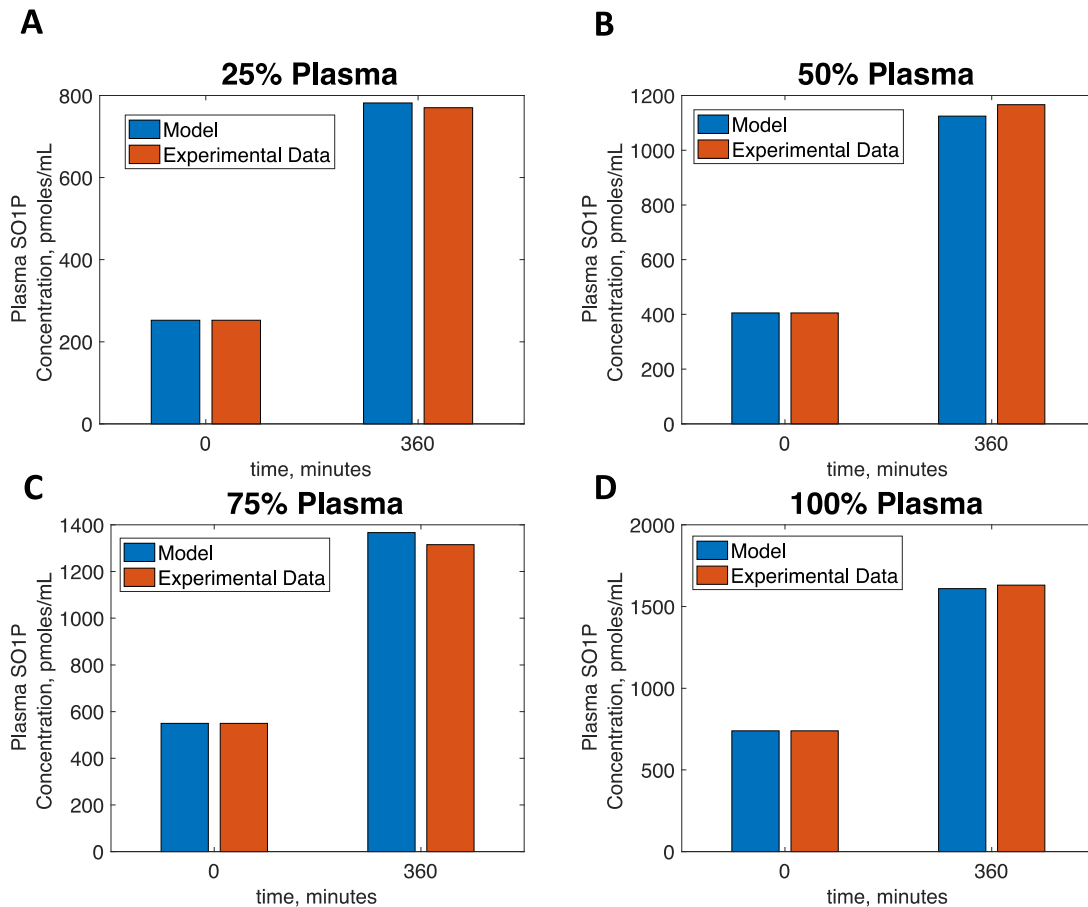 A
25% Plasma
Plasma SO1P
Concentration, pmoles/mL
800
600
400
200
0
Model
Experimental Data
0
360
time, minutes
B
50% Plasma
Plasma SO1P
Concentration, pmoles/mL
1200
1000
800
600
400
200
0
Model
Experimental Data
0
360
time, minutes
C
75% Plasma
Plasma SO1P
Concentration, pmoles/mL
1400
1200
1000
800
600
400
200
0
Model
Experimental Data
0
360
time, minutes
D
100% Plasma
Plasma SO1P
Concentration, pmoles/mL
2000
1500
1000
500
0
Model
Experimental Data
0
360
time, minutes